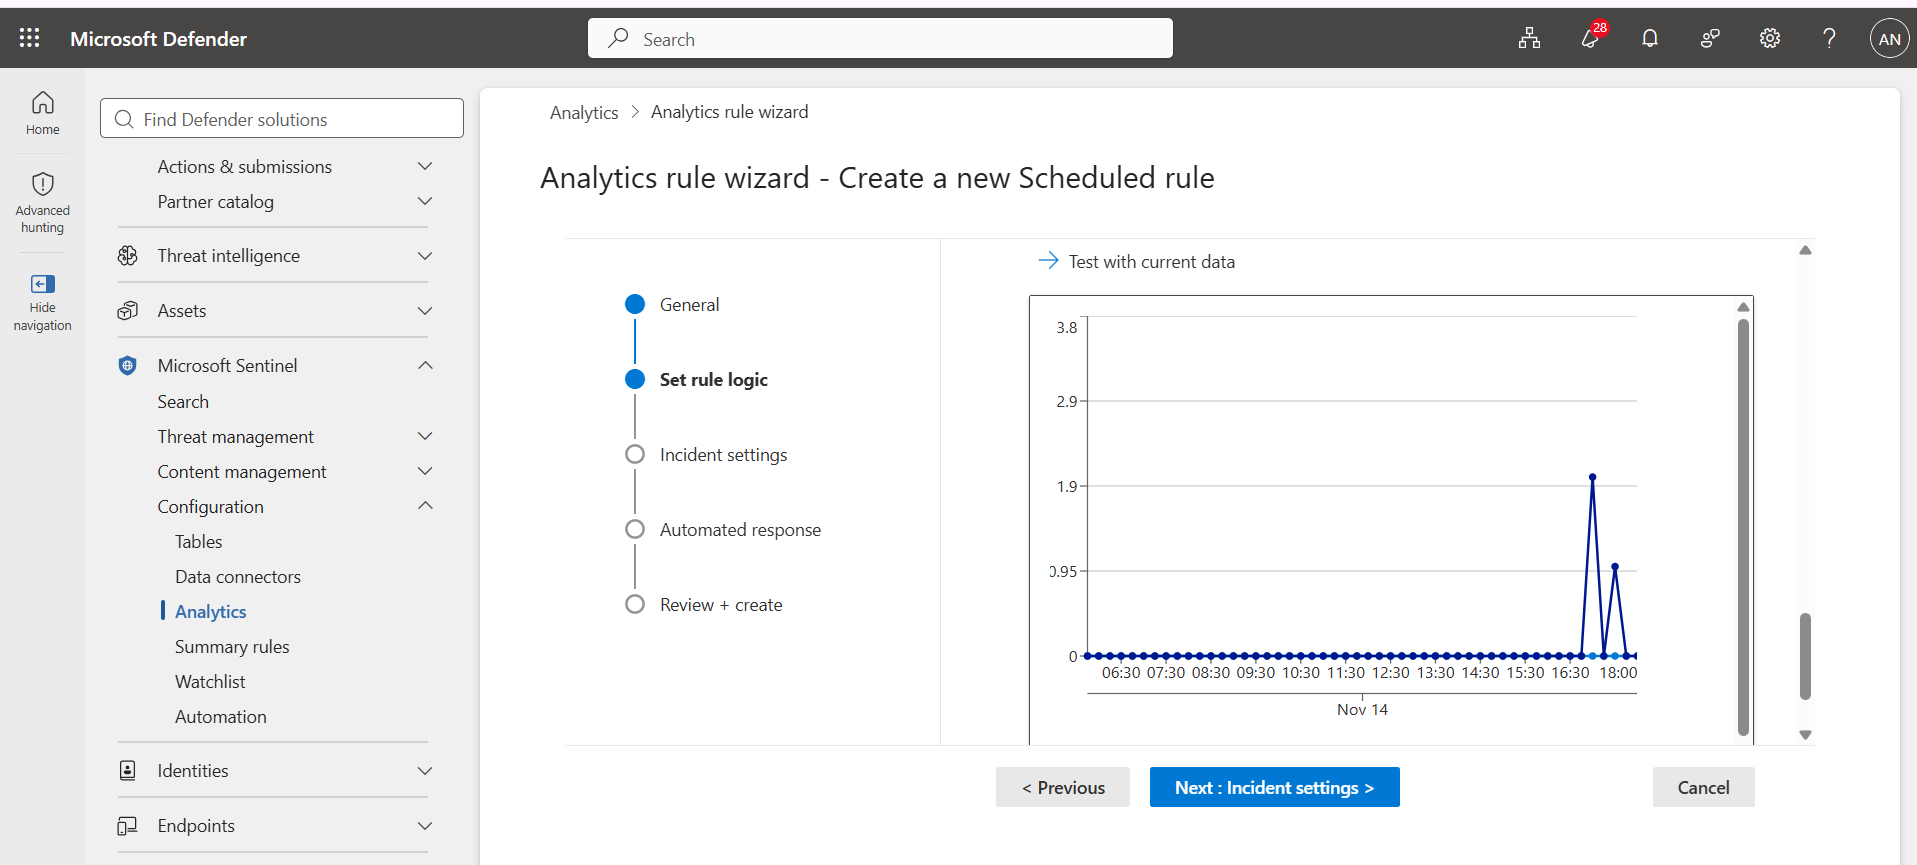 Microsoft Defender
Search
28
AN
Home
Advanced
hunting
Hide
navigation
Find Defender solutions
Actions & submissions
Partner catalog
Threat intelligence
Assets
Microsoft Sentinel
Search
Threat management
Content management
Configuration
Tables
Data connectors
Analytics
Summary rules
Watchlist
Automation
Identities
Endpoints
Analytics > Analytics rule wizard
Analytics rule wizard - Create a new Scheduled rule
General
Set rule logic
Incident settings
Automated response
Review + create
Test with current data
3.8
2.9
1.9
0.95
0
06:30 07:30 08:30 09:30 10:30 11:30 12:30 13:30 14:30 15:30 16:30 18:00
Nov 14
< Previous
Next : Incident settings >
Cancel